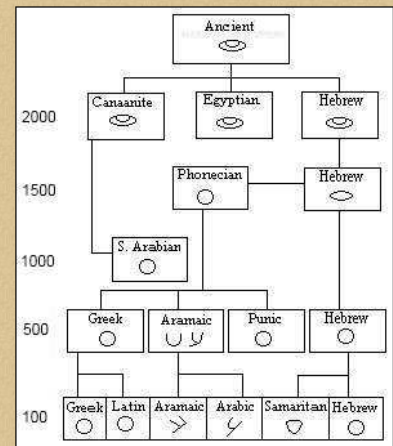 Ancient
2000
Canaanite
Egyptian
Hebrew
1500
Phonecian
Hebrew
1000
S. Arabian
500
Greek
Aramaic
Punic
Hebrew
100
Greek
Latin
Aramaic
Arabic
Samaritan
Hebrew